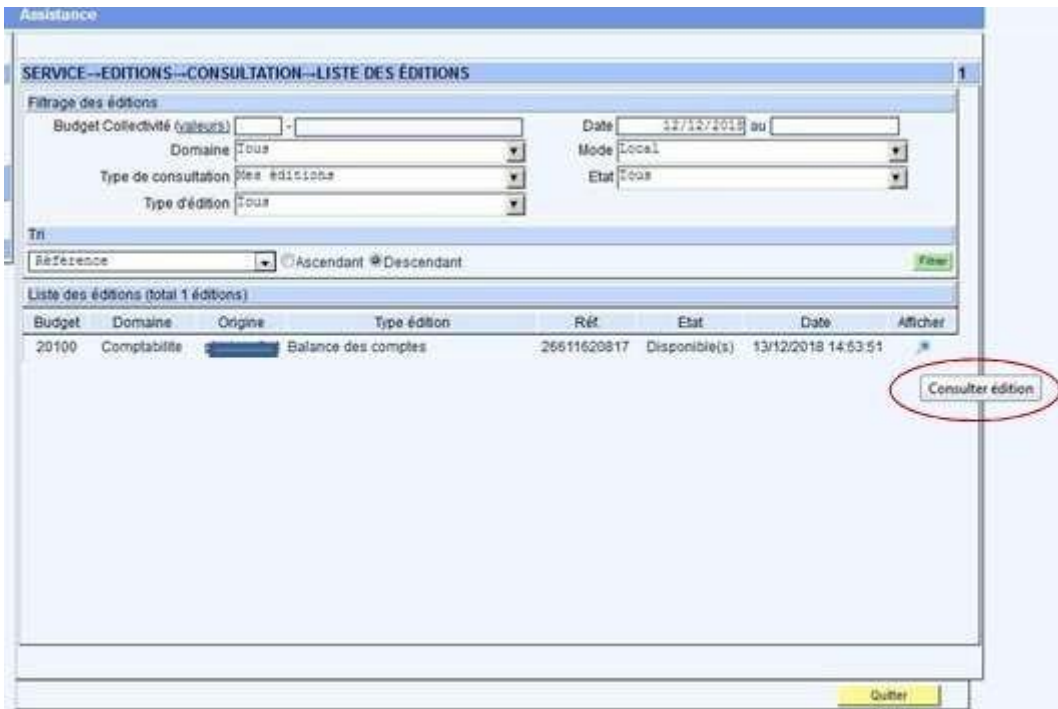 Assistance
SERVICE--EDITIONS--CONSULTATION--LISTE DES ÉDITIONS 1
Filtrage des éditions
Budget Collectivité (valeurs) - Date 12/12/2018 au
Domaine Tous Mode Local
Type de consultation Mes éditions Etat Tous
Type d'édition Tous
Tri
Référence Ascendant Descendant Filtrer
Liste des éditions (total 1 éditions)
Budget Domaine Origine Type édition Réf. Etat Date Afficher
20100 Comptabilite Balance des comptes 26611620817 Disponible(s) 13/12/2018 14:53:51
Consulter édition
Quitter